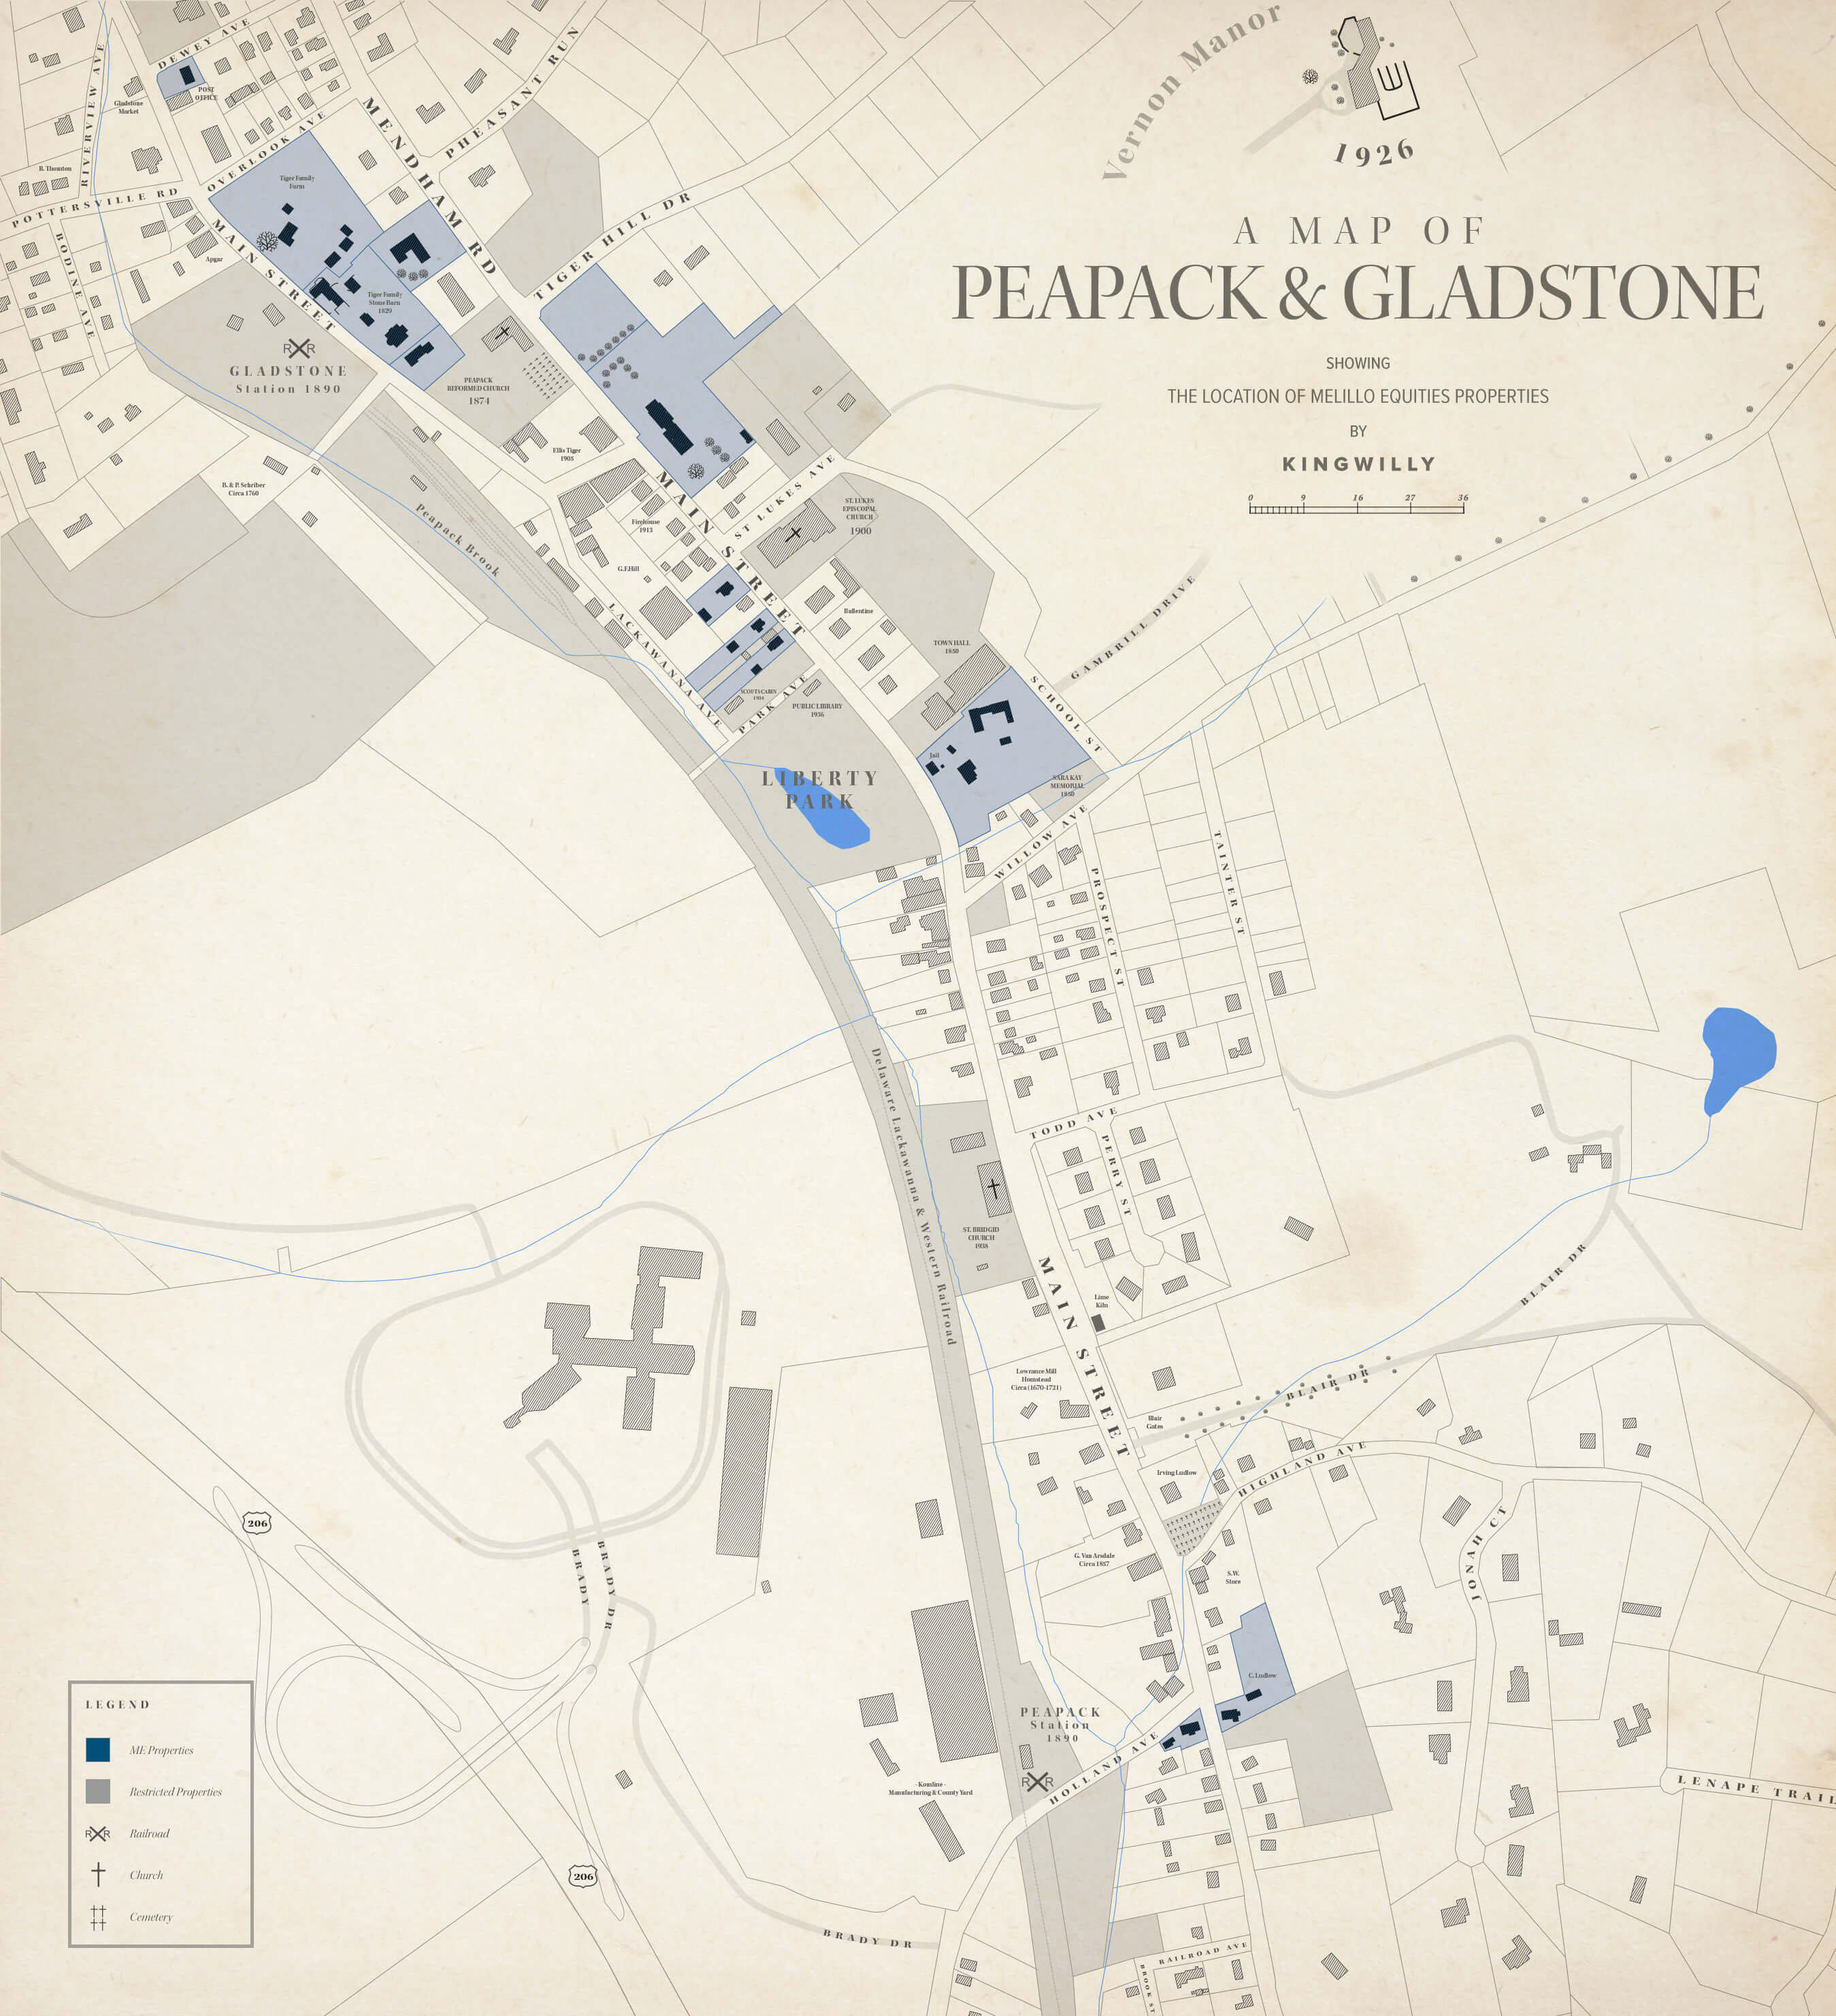 Vernon Manor
1926
A MAP OF
PEAPACK & GLADSTONE
SHOWING
THE LOCATION OF MELILLO EQUITIES PROPERTIES
BY
KINGWILLY
0 9 16 27 36
DEWEY AVE
POST
OFFICE
Gladstone
Market
RIVERVIEW AVE
B. Thomton
POTTERSVILLE RD
OVERLOOK AVE
MENDHAM RD
PHEASANT RUN
TIGER HILL DR
Tiger Family
Farm
BODINE AVE
Apgar
MAIN STREET
Tiger Family
Stone Barn
1829
RR
GLADSTONE
Station 1890
PEAPACK
REFORMED CHURCH
1874
Ellis Tiger
1905
B. & P. Schriber
Circa 1760
Peapack Brook
Firehouse
1913
G.F.Hill
MAIN STREET
ST LUKES AVE
ST. LUKES
EPISCOPAL
CHURCH
1900
Ballentine
LACKAWANNA AVE
SCOUTS CABIN
1934
PARK AVE
PUBLIC LIBRARY
1936
TOWN HALL
1930
GAMBRILL DRIVE
SCHOOL ST
Jail
SARA KAY
MEMORIAL
1950
LIBERTY
PARK
WILLOW AVE
PROSPECT ST
TAINTER ST
Delaware Lackawanna & Western Railroad
TODD AVE
PERRY ST
ST. BRIDGID
CHURCH
1938
MAIN STREET
Lime
Kiln
Lowrance Mill
Homstead
Circa (1670-1721)
BLAIR DR
BLAIR DR
Blair
Gates
Irving Ludlow
HIGHLAND AVE
JONAH CT
G. Van Arsdale
Circa 1937
S.W.
Store
206
BRADY
BRADY DR
C. Ludlow
PEAPACK
Station
1890
RR
HOLLAND AVE
- Komline -
Manufacturing & County Yard
LENAPE TRAIL
206
BRADY DR
RAILROAD AVE
BROOK ST
LEGEND
ME Properties
Restricted Properties
RR Railroad
Church
Cemetery